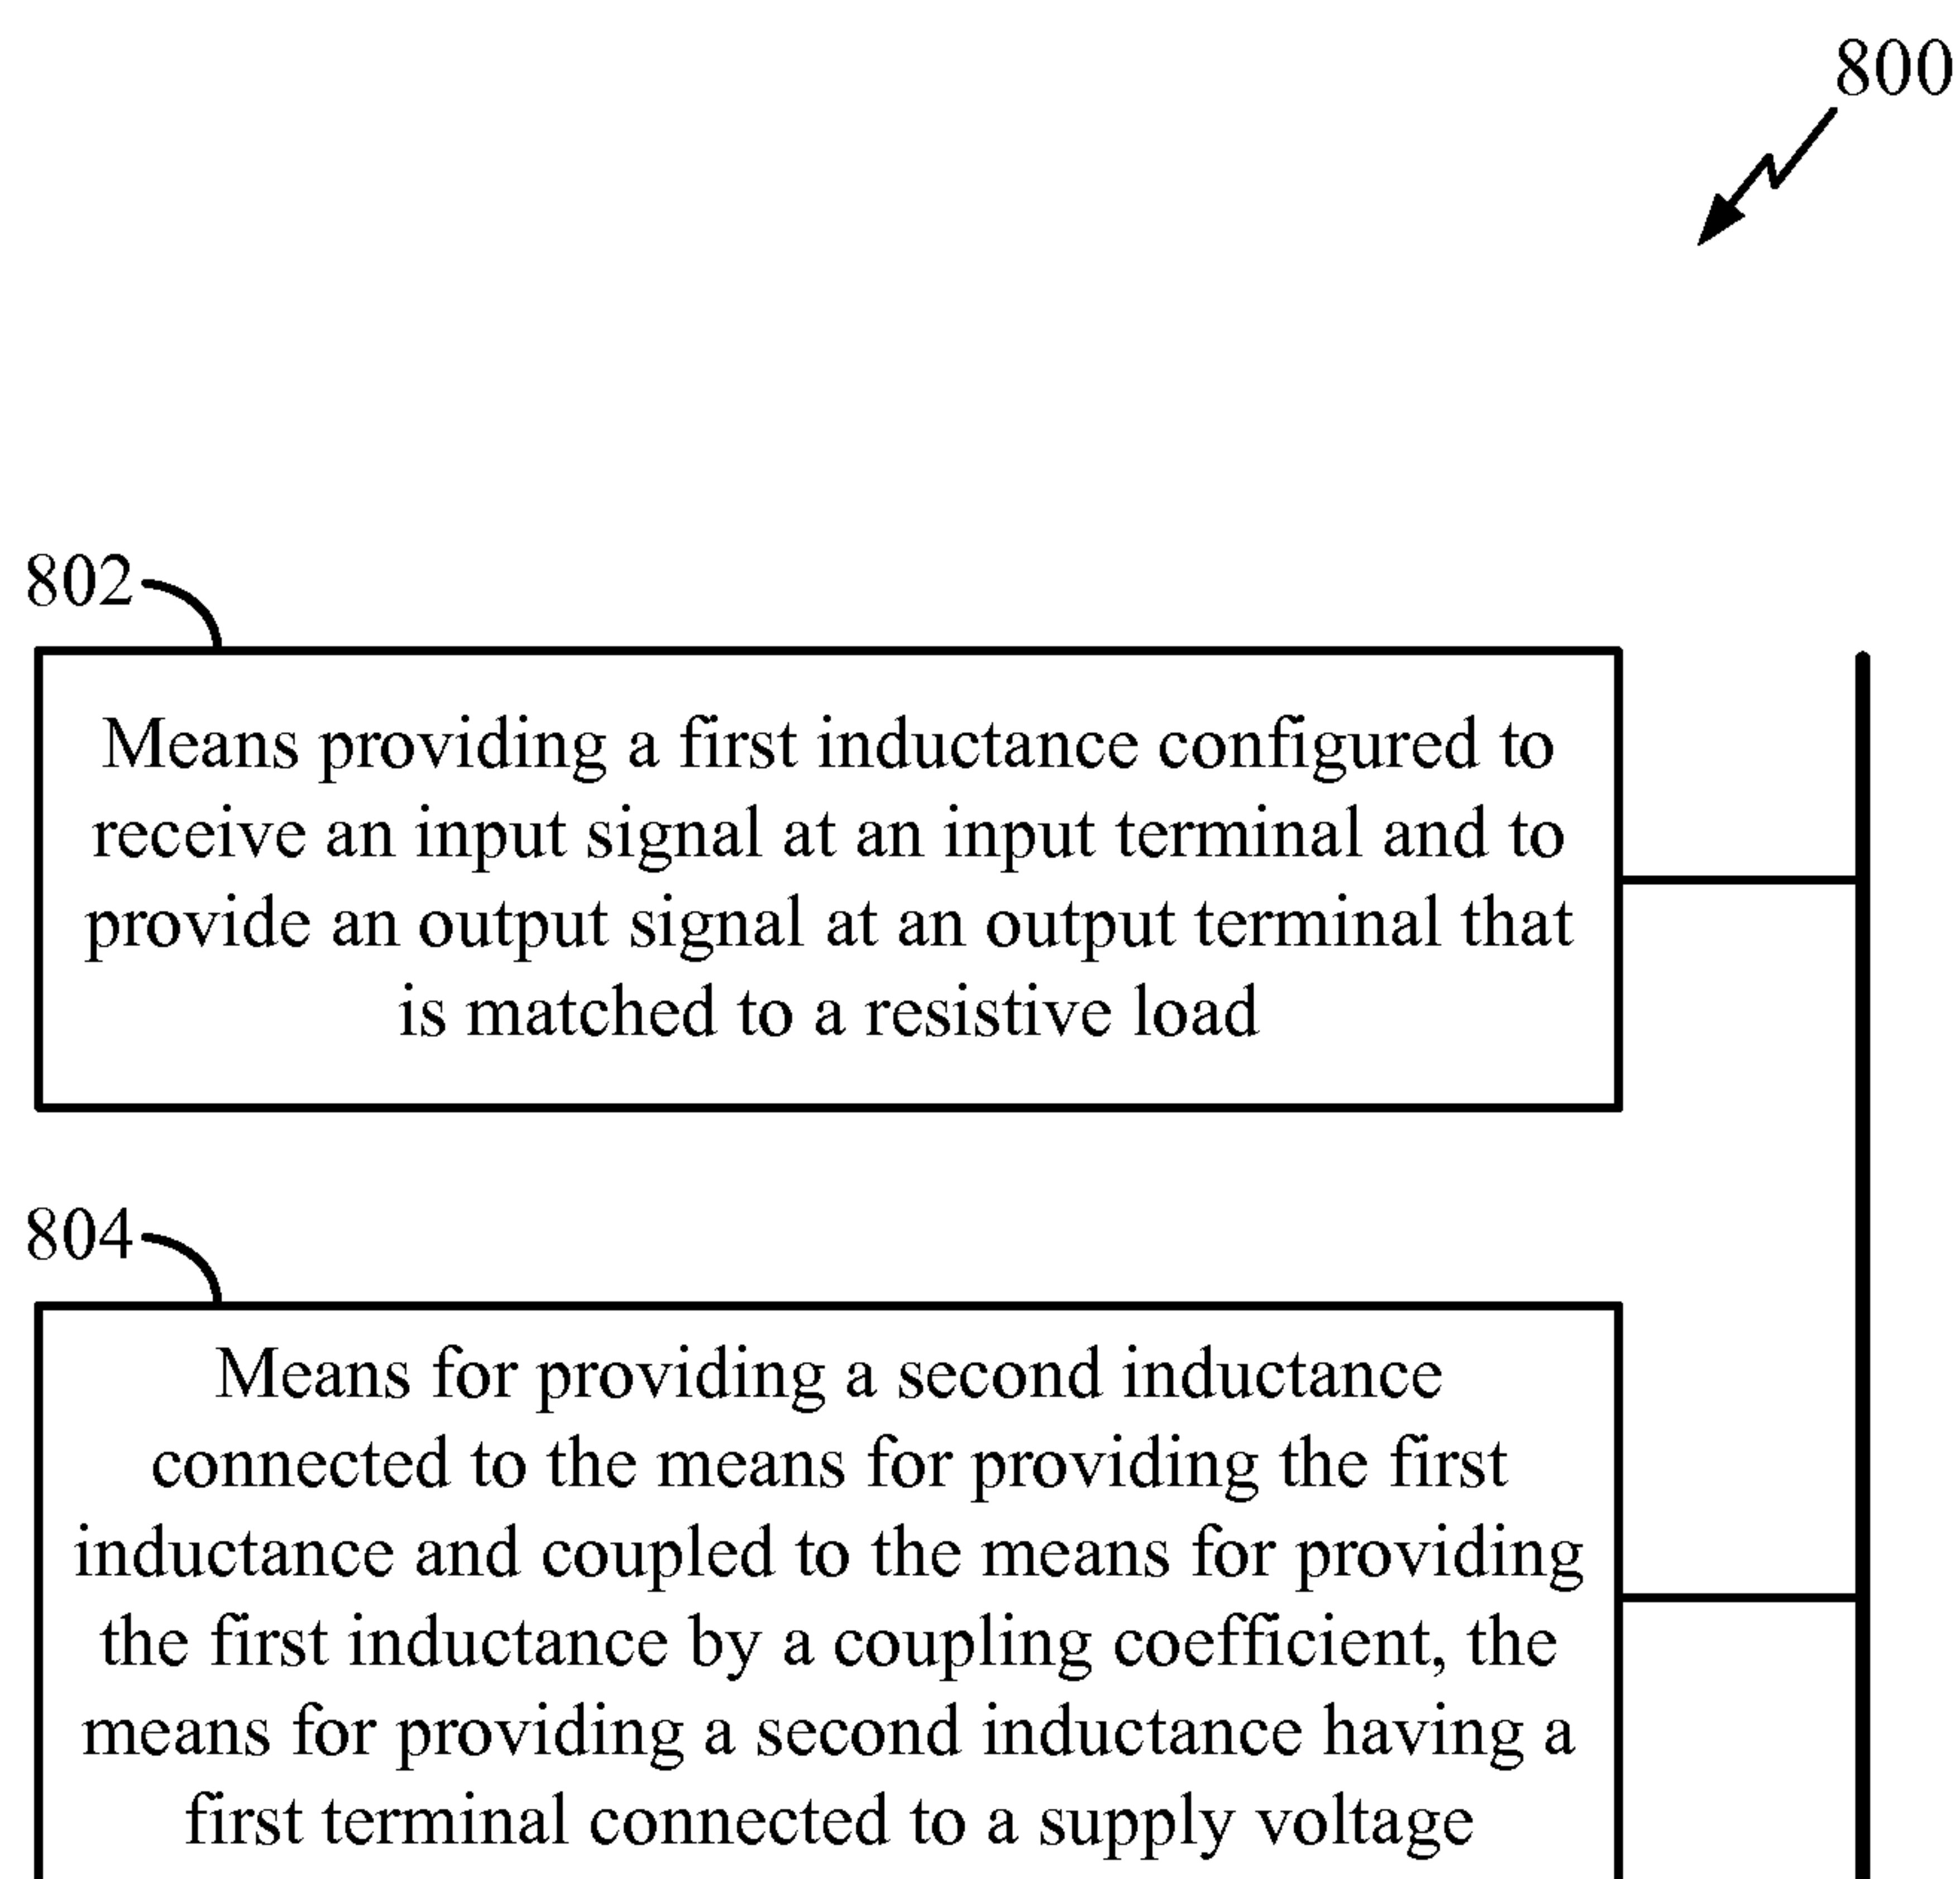 800
802
Means providing a first inductance configured to
receive an input signal at an input terminal and to
provide an output signal at an output terminal that
is matched to a resistive load
804
Means for providing a second inductance
connected to the means for providing the first
inductance and coupled to the means for providing
the first inductance by a coupling coefficient, the
means for providing a second inductance having a
first terminal connected to a supply voltage